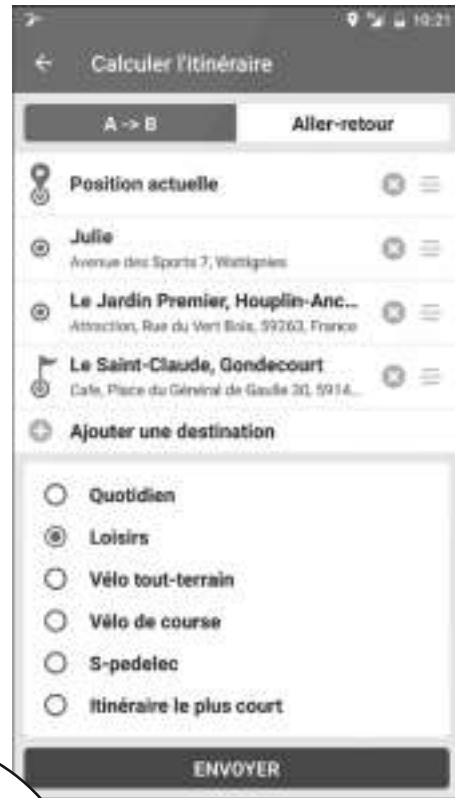 10:21
Calculer l'itinéraire
A -> B
Aller-retour
Position actuelle
Julie
Avenue des Sports 7, Wattignies
Le Jardin Premier, Houplin-Anc...
Attraction, Rue du Vert Bois, 59263, France
Le Saint-Claude, Gondecourt
Cafe, Place du Général de Gaulle 30, 5914...
Ajouter une destination
Quotidien
Loisirs
Vélo tout-terrain
Vélo de course
S-pedelec
Itinéraire le plus court
ENVOYER